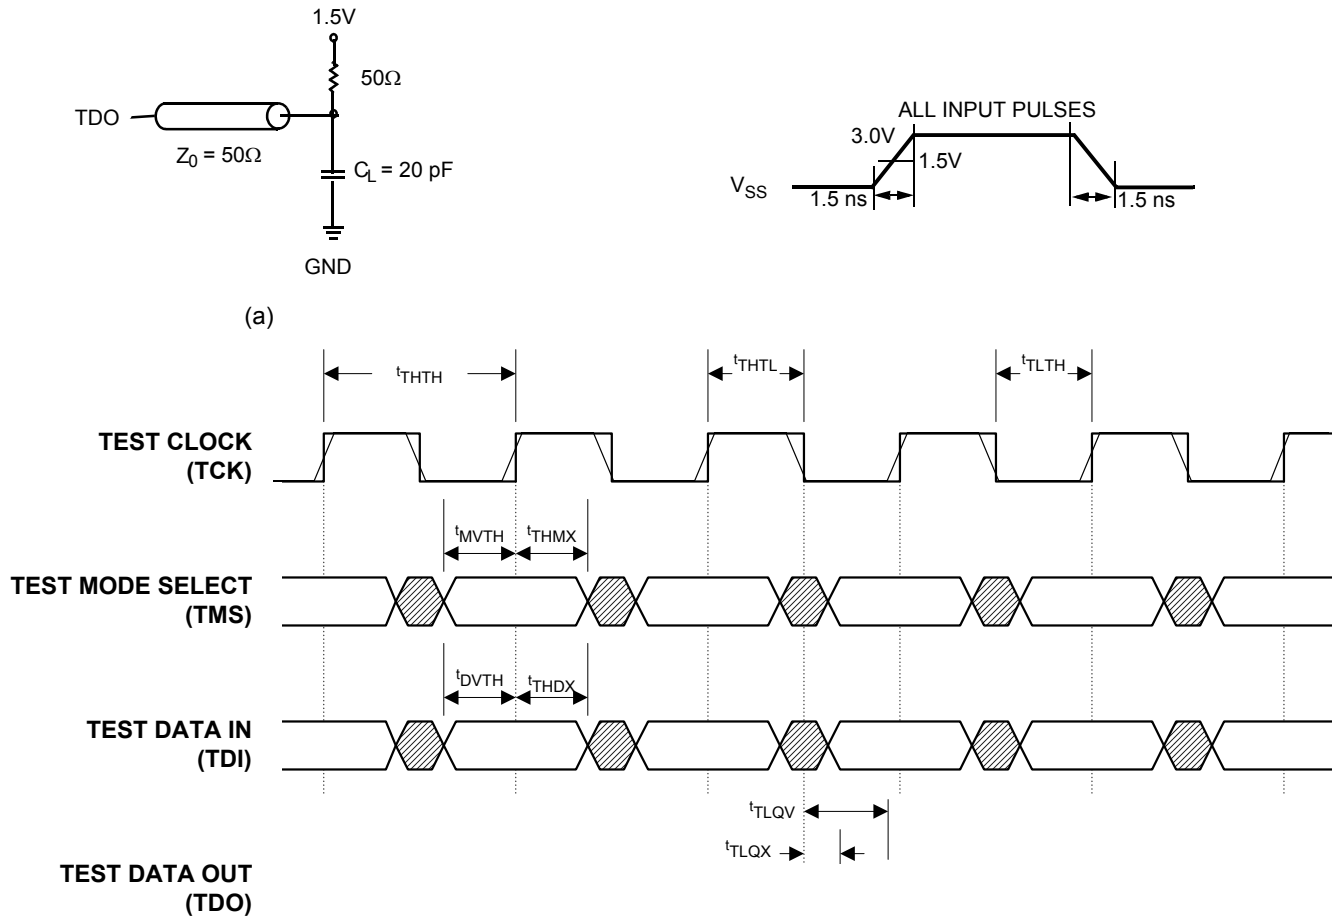 1.5V
50Ω
TDO
Z0 = 50Ω
CL = 20 pF
GND
(a)
ALL INPUT PULSES
3.0V
1.5V
VSS
1.5 ns
1.5 ns
tTHTH
tTHTL
tTLTH
TEST CLOCK
(TCK)
tMVTH
tTHMX
TEST MODE SELECT
(TMS)
tDVTH
tTHDX
TEST DATA IN
(TDI)
tTLQV
tTLQX
TEST DATA OUT
(TDO)